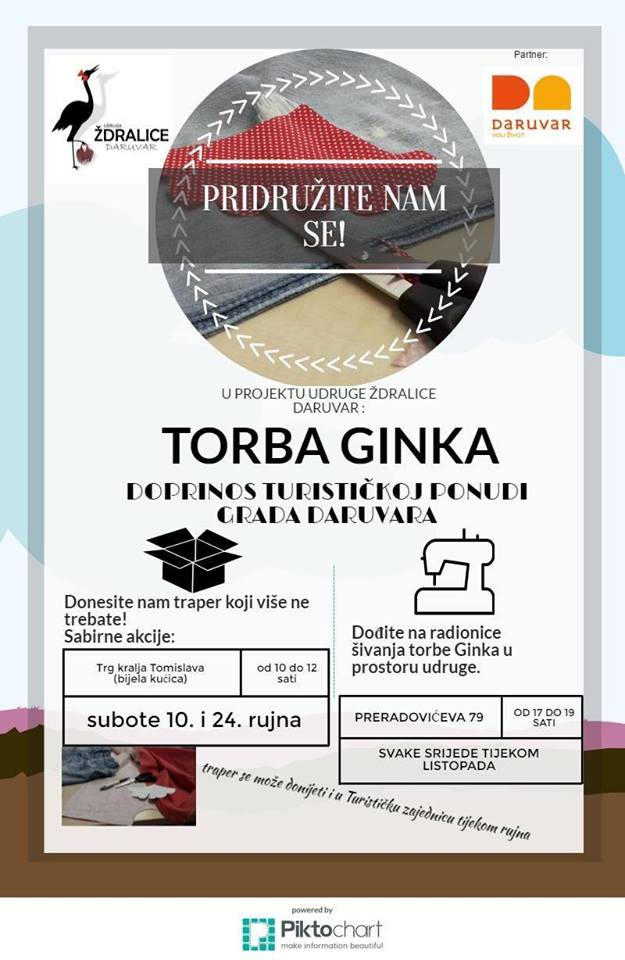 Partner:
UDRUGA
ŽDRALICE
DARUVAR
DARUVAR
VOLI ŽIVOT
PRIDRUŽITE NAM
SE!
U PROJEKTU UDRUGE ŽDRALICE
DARUVAR :
TORBA GINKA
DOPRINOS TURISTIČKOJ PONUDI
GRADA DARUVARA
Donesite nam traper koji više ne
trebate!
Sabirne akcije:
Trg kralja Tomislava
(bijela kućica)
od 10 do 12
sati
subote 10. i 24. rujna
Dođite na radionice
šivanja torbe Ginka u
prostoru udruge.
PRERADOVIĆEVA 79
OD 17 DO 19
SATI
SVAKE SRIJEDE TIJEKOM
LISTOPADA
traper se može donijeti i u Turističku zajednicu tijekom rujna
powered by
Piktochart
make information beautiful